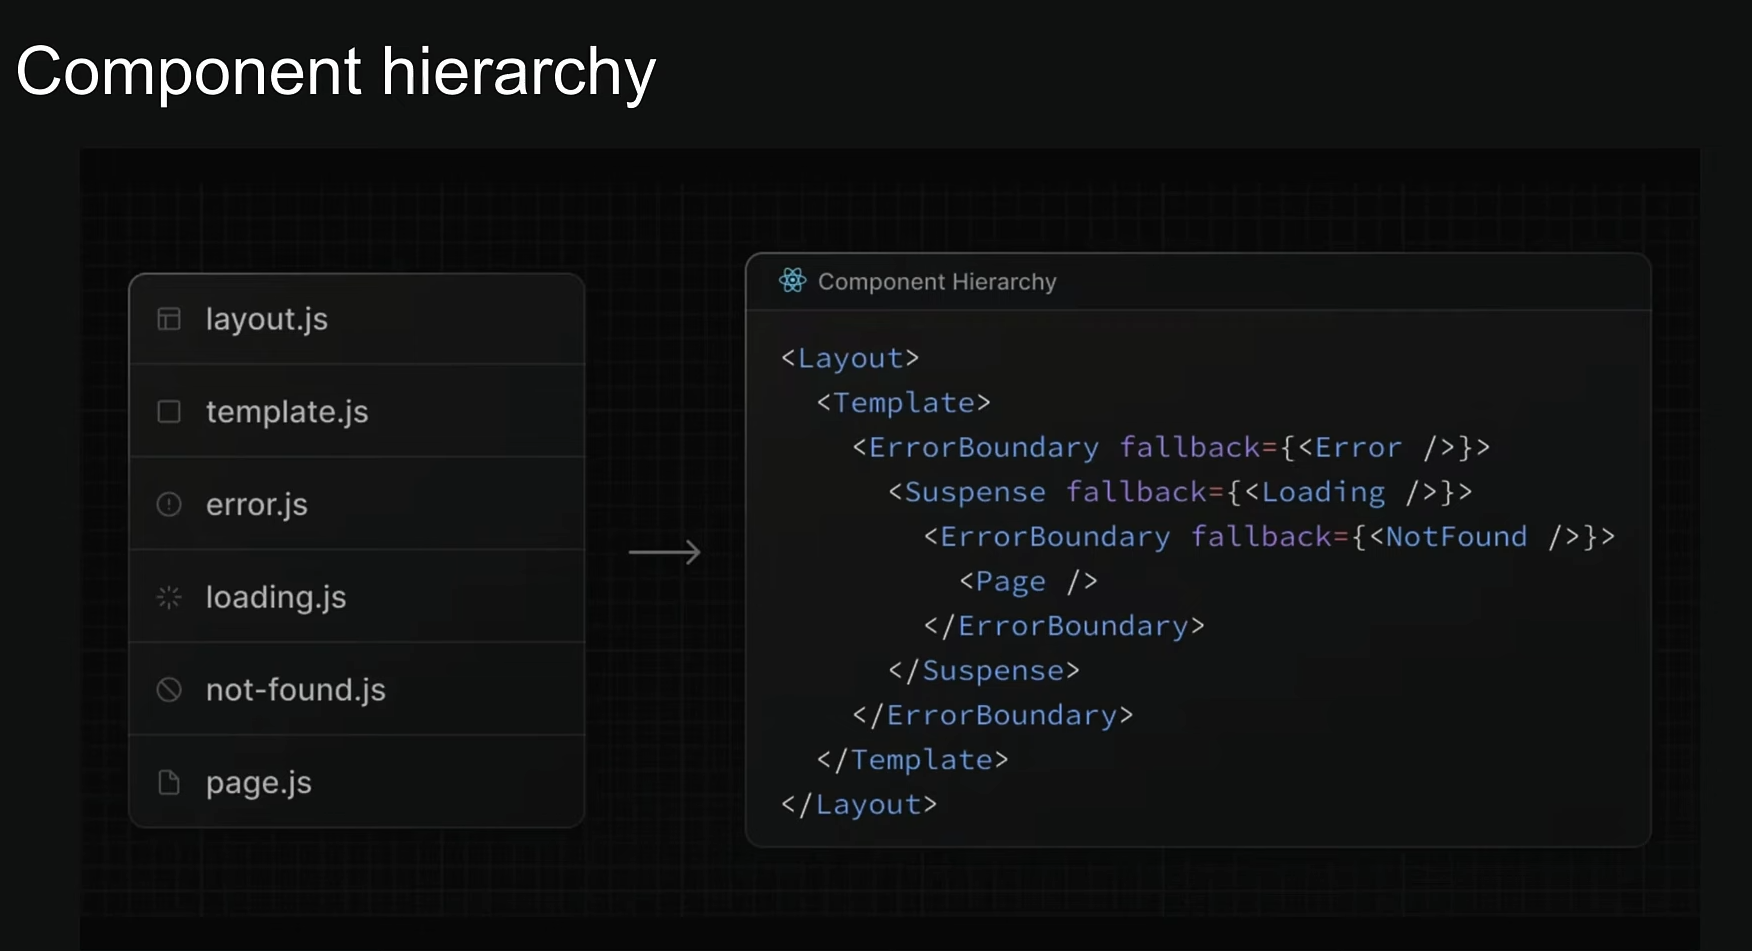 Component hierarchy
layout.js
template.js
error.js
loading.js
not-found.js
page.js
Component Hierarchy
<Layout>
<Template>
<ErrorBoundary fallback={<Error />}>
<Suspense fallback={<Loading />}>
<ErrorBoundary fallback={<NotFound />}>
<Page />
</ErrorBoundary>
</Suspense>
</ErrorBoundary>
</Template>
</Layout>